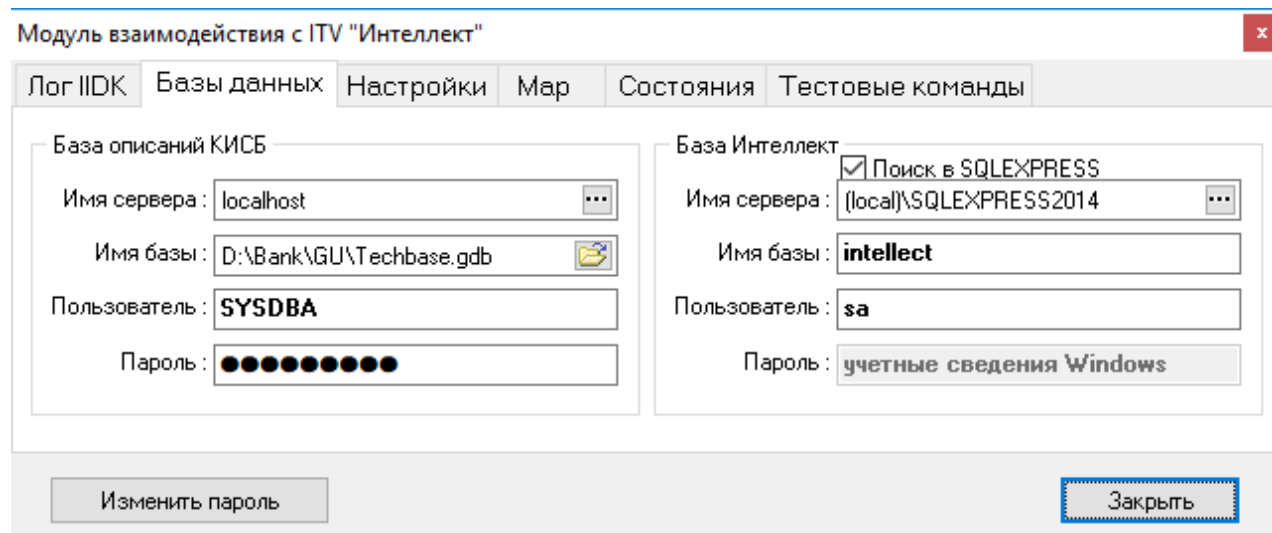 Модуль взаимодействия с ITV "Интеллект"
x
Лог IIDK Базы данных Настройки Map Состояния Тестовые команды
База описаний КИСБ
Имя сервера : localhost ...
Имя базы : D:\Bank\GU\Techbase.gdb
Пользователь : SYSDBA
Пароль : ●●●●●●●●●
База Интеллект
Поиск в SQLEXPRESS
Имя сервера : (local)\SQLEXPRESS2014 ...
Имя базы : intellect
Пользователь : sa
Пароль : учетные сведения Windows
Изменить пароль
Закрыть